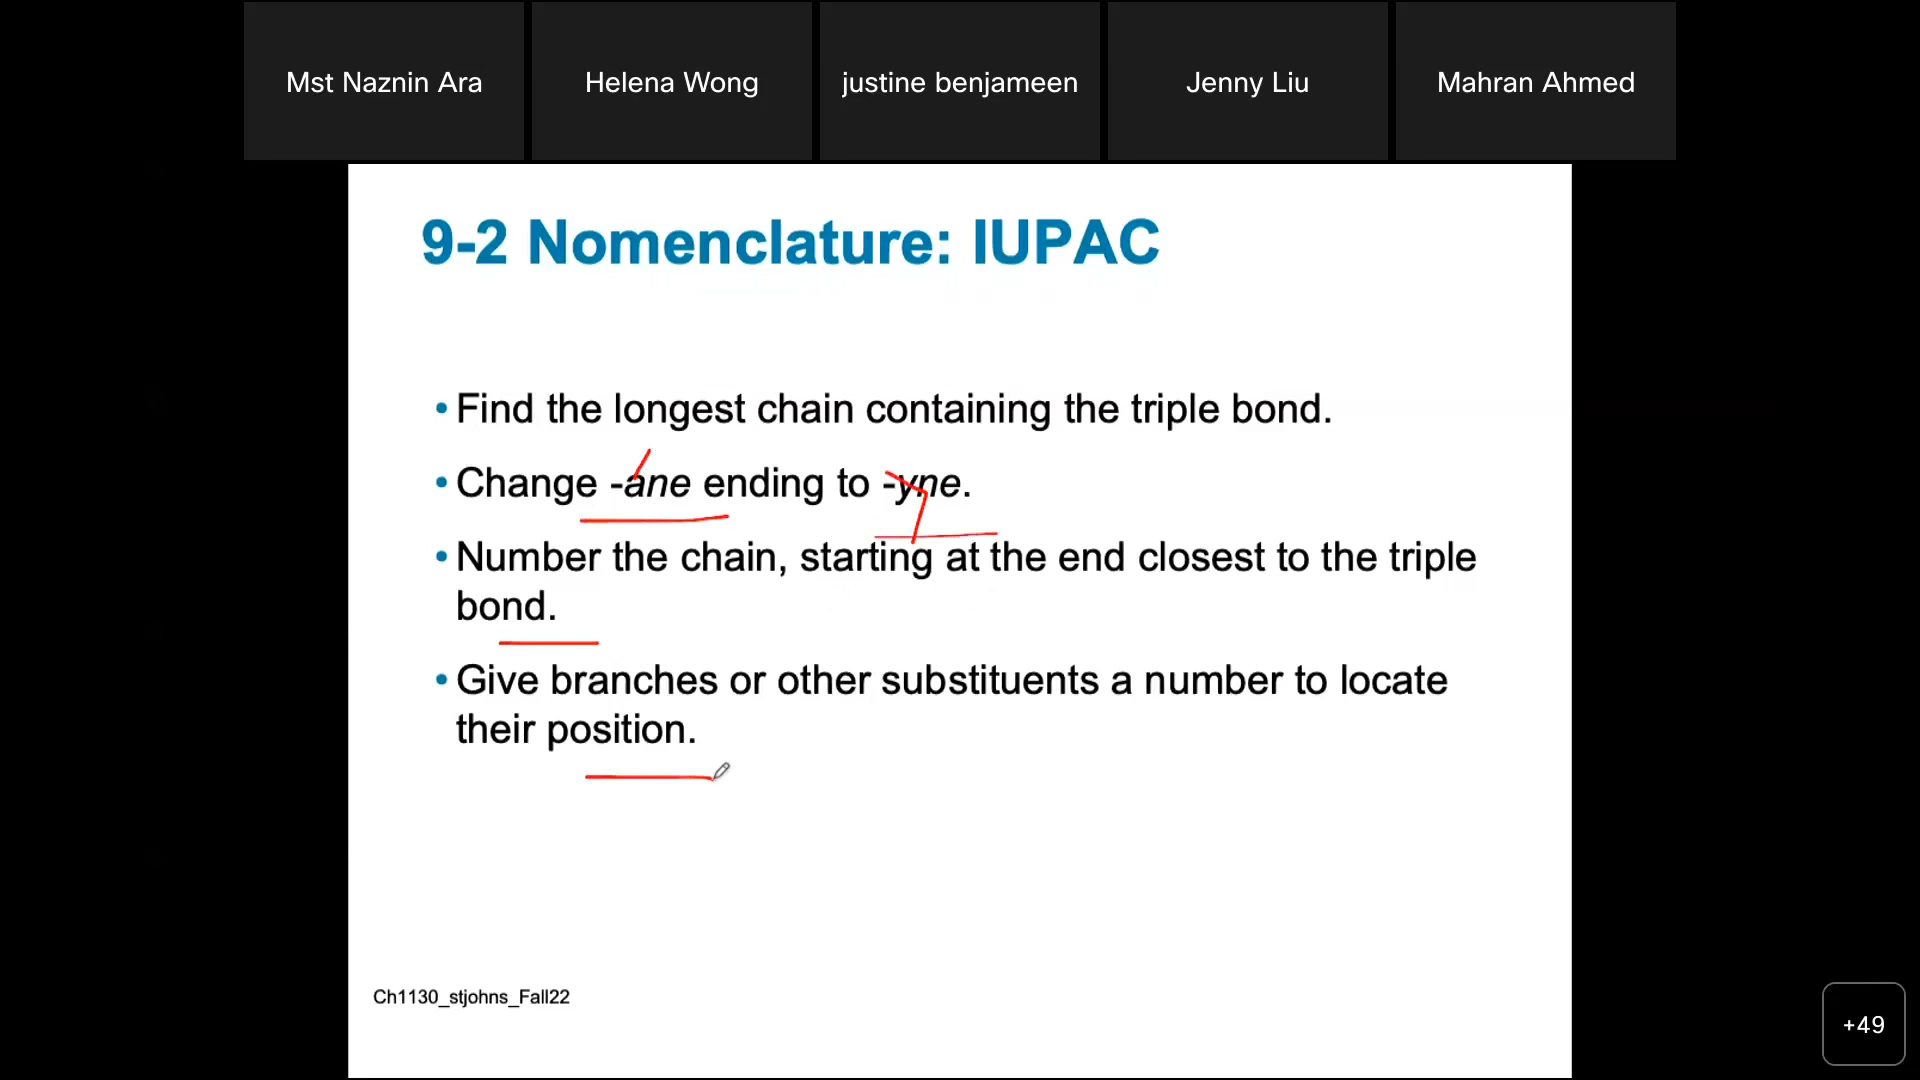 Mst Naznin Ara Helena Wong justine benjameen Jenny Liu Mahran Ahmed
9-2 Nomenclature: IUPAC
• Find the longest chain containing the triple bond.
• Change -ane ending to -yne.
• Number the chain, starting at the end closest to the triple
bond.
• Give branches or other substituents a number to locate
their position.
Ch1130_stjohns_Fall22
+49